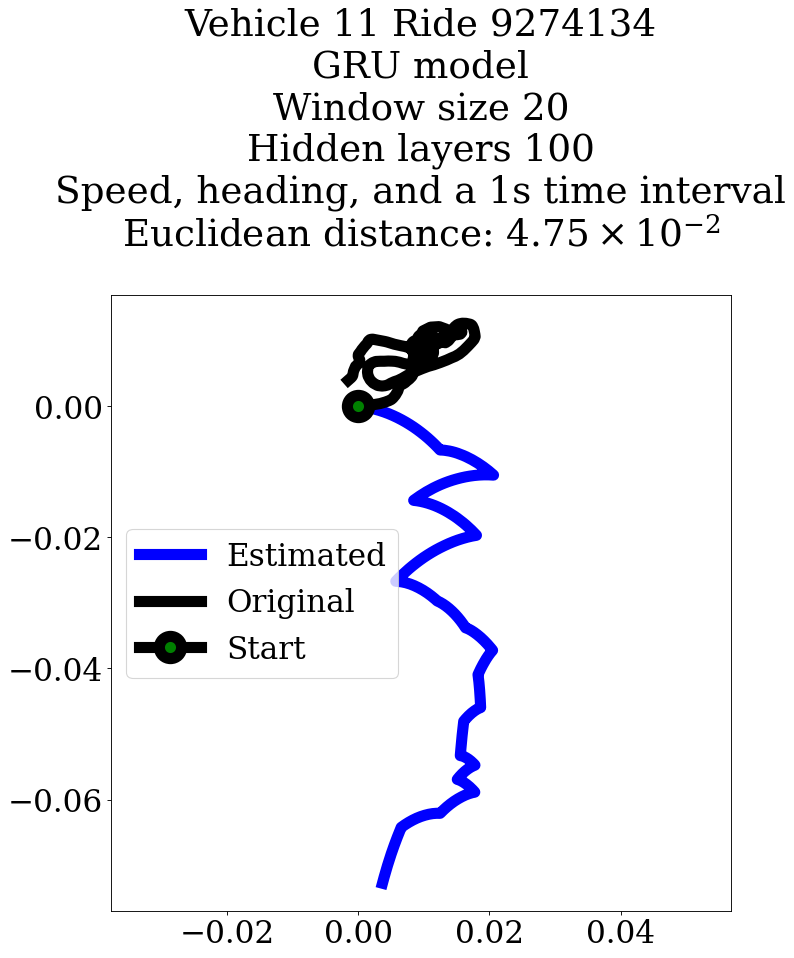 Vehicle 11 Ride 9274134
GRU model
Window size 20
Hidden layers 100
Speed, heading, and a 1s time interval
Euclidean distance: 4.75 × 10⁻²
0.00
−0.02
−0.04
−0.06
Estimated
Original
Start
−0.02
0.00
0.02
0.04